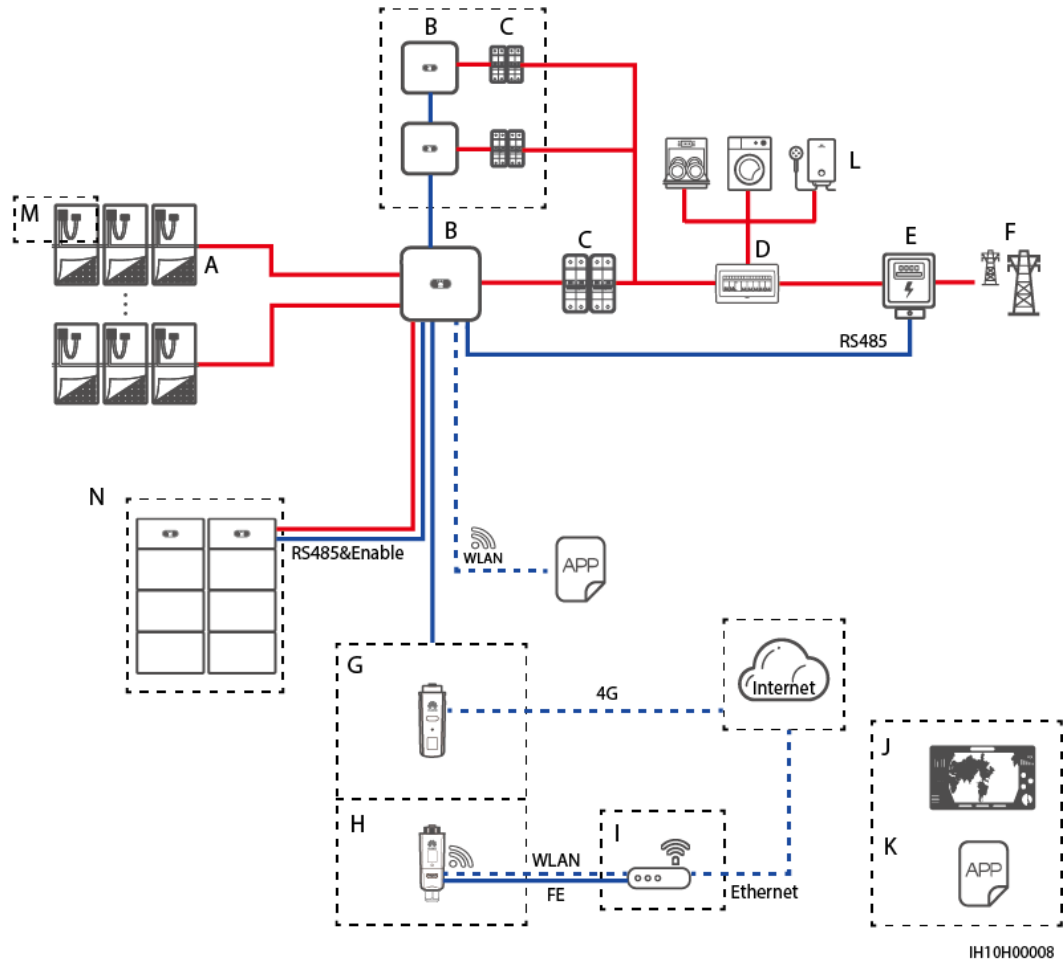 B
C
M
A
B
C
L
D
E
F
RS485
N
RS485&Enable
WLAN
APP
G
4G
Internet
J
H
WLAN
FE
I
Ethernet
K
APP
IH10H00008